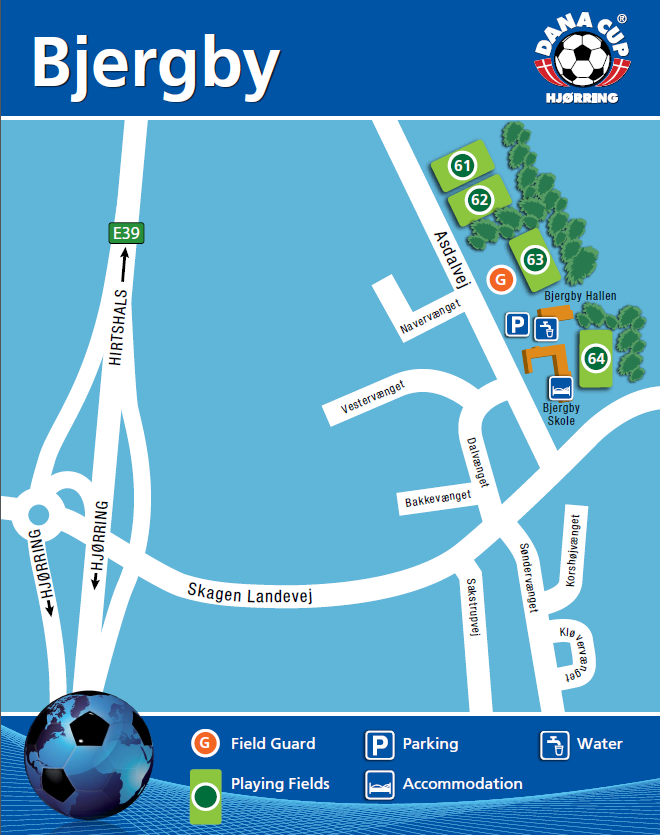 Bjergby
DANA CUP®
HJØRRING
61
62
E39
Asdalvej
63
G
HIRTSHALS
Bjergby Hallen
Navervænget
P
64
Vestervænget
Bjergby
Skole
Dalvænget
Bakkevænget
HJØRRING
HJØRRING
Korshøjvænget
Søndervænget
Skagen Landevej
Sakstrupvej
Kløvervænget
G Field Guard
P Parking
Water
Playing Fields
Accommodation